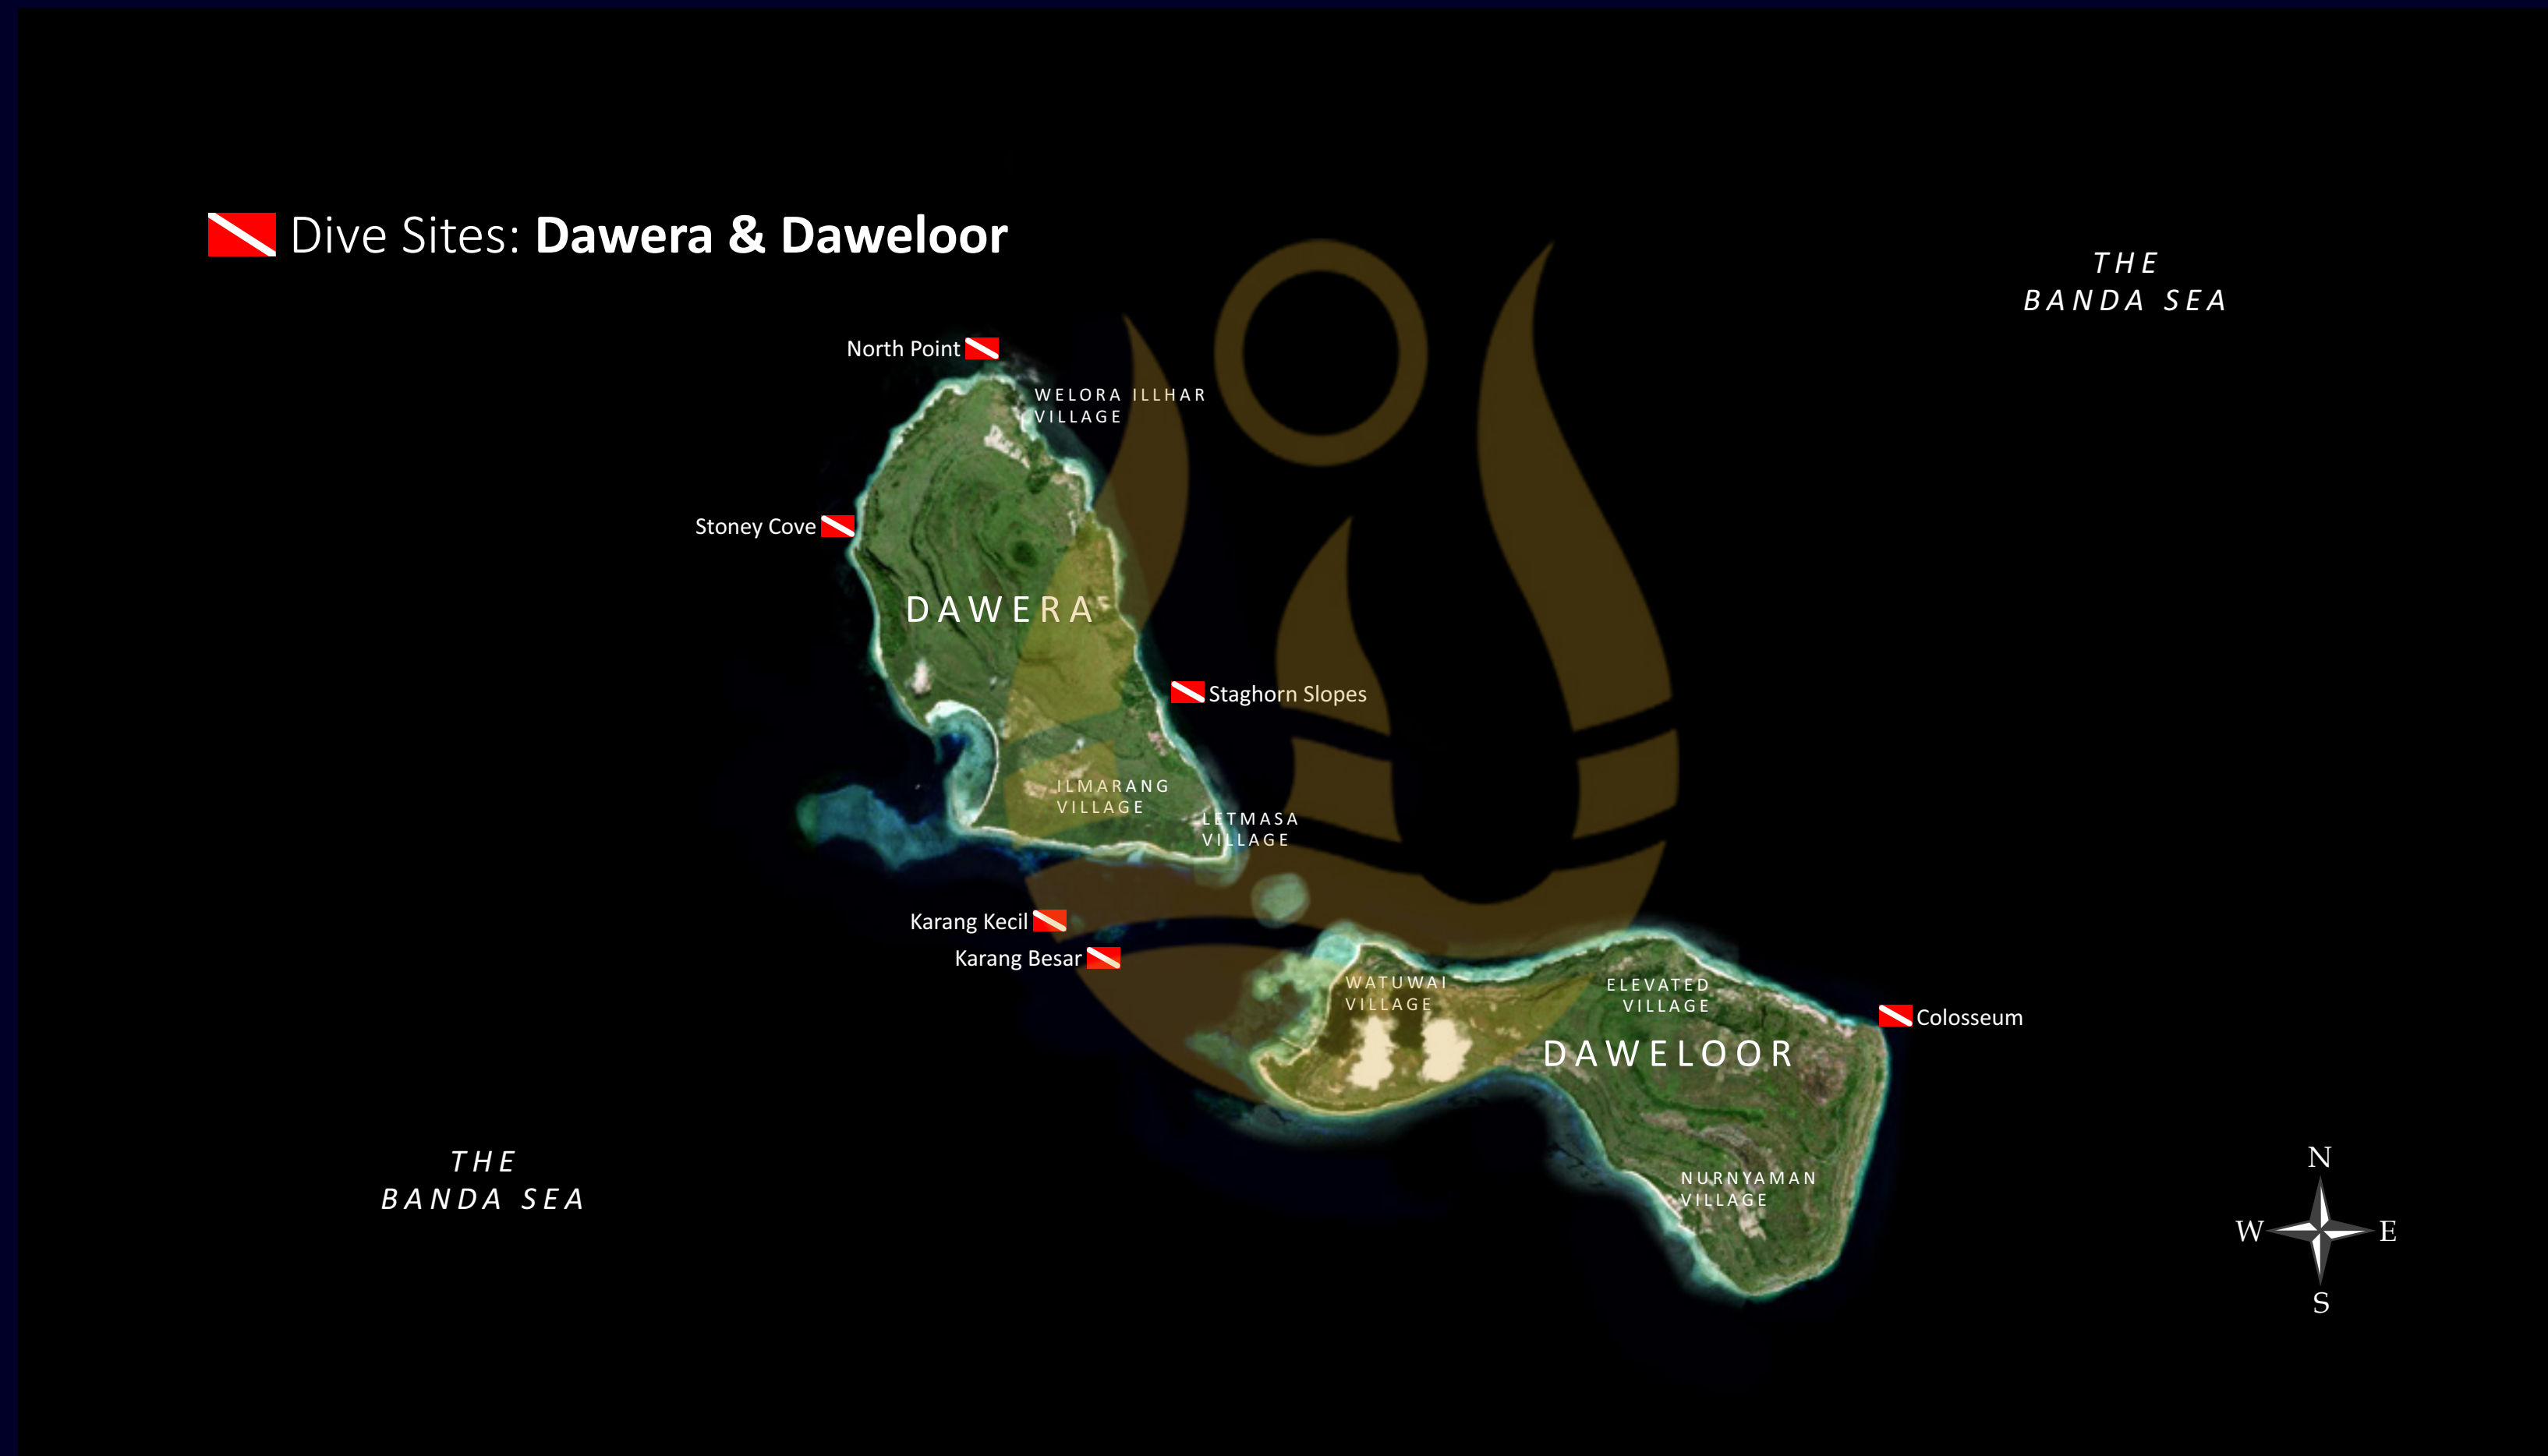 Dive Sites: Dawera & Daweloor
THE
BANDA SEA
North Point
WELORA ILLHAR
VILLAGE
Stoney Cove
DAWERA
Staghorn Slopes
ILMARANG
VILLAGE
LETMASA
VILLAGE
Karang Kecil
Karang Besar
WATUWAI
VILLAGE
ELEVATED
VILLAGE
Colosseum
DAWELOOR
THE
BANDA SEA
NURNYAMAN
VILLAGE
N
W
E
S